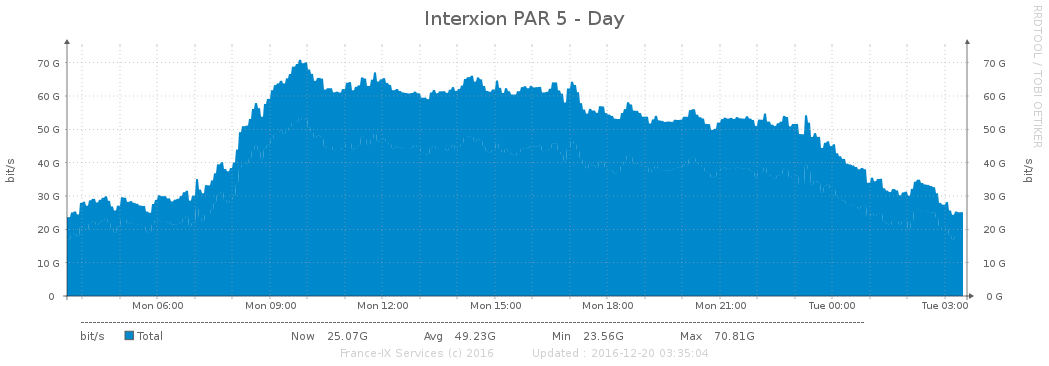 Interxion PAR 5 - Day
RRDTOOL / TOBI OETIKER
bit/s
70 G 70 G
60 G 60 G
50 G 50 G
40 G 40 G
30 G 30 G
20 G 20 G
10 G 10 G
0 0 G
bit/s
Mon 06:00 Mon 09:00 Mon 12:00 Mon 15:00 Mon 18:00 Mon 21:00 Tue 00:00 Tue 03:00
bit/s Total Now 25.07G Avg 49.23G Min 23.56G Max 70.81G
France-IX Services (c) 2016 Updated : 2016-12-20 03:35:04